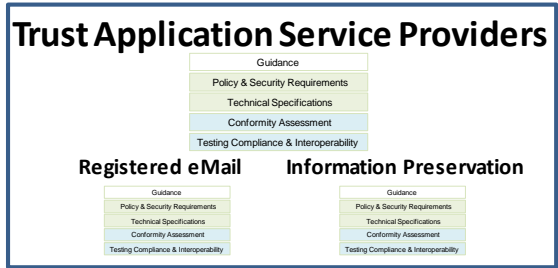 Trust Application Service Providers
Guidance
Policy & Security Requirements
Technical Specifications
Conformity Assessment
Testing Compliance & Interoperability
Registered eMail
Guidance
Policy & Security Requirements
Technical Specifications
Conformity Assessment
Testing Compliance & Interoperability
Information Preservation
Guidance
Policy & Security Requirements
Technical Specifications
Conformity Assessment
Testing Compliance & Interoperability